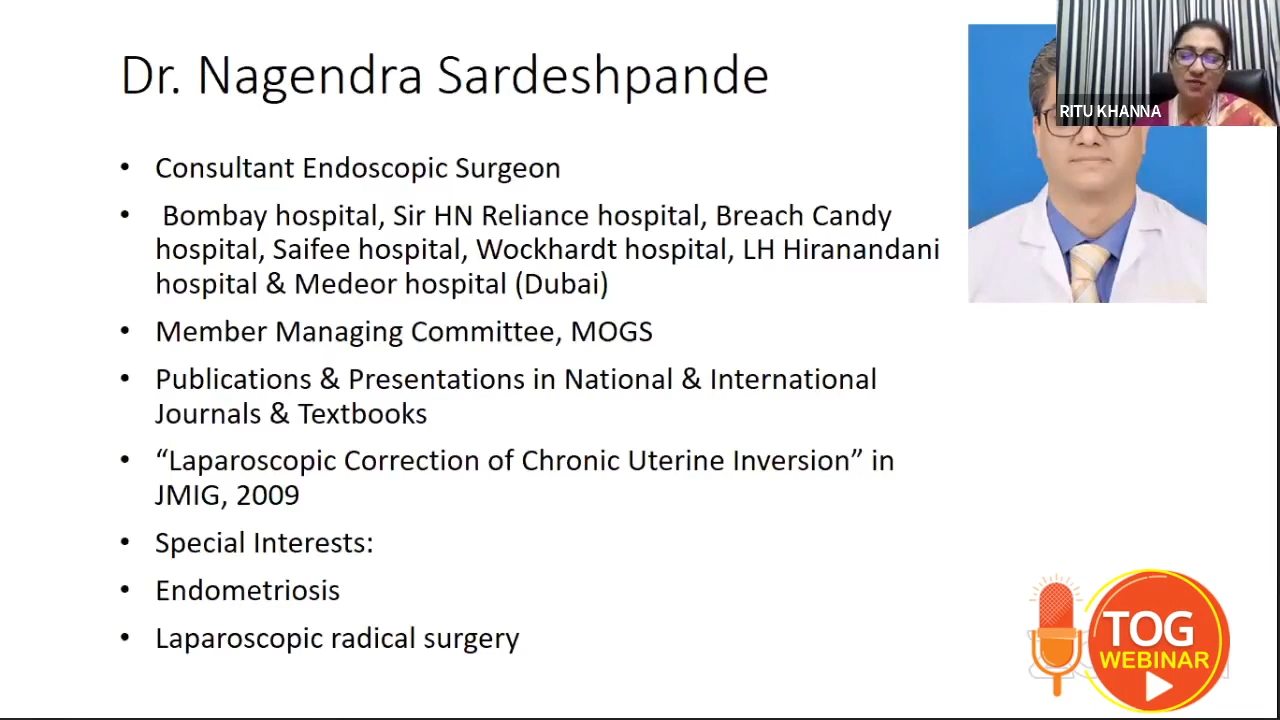 Dr. Nagendra Sardeshpande
RITU KHANNA
• Consultant Endoscopic Surgeon
• Bombay hospital, Sir HN Reliance hospital, Breach Candy
hospital, Saifee hospital, Wockhardt hospital, LH Hiranandani
hospital & Medeor hospital (Dubai)
• Member Managing Committee, MOGS
• Publications & Presentations in National & International
Journals & Textbooks
• “Laparoscopic Correction of Chronic Uterine Inversion” in
JMIG, 2009
• Special Interests:
• Endometriosis
• Laparoscopic radical surgery
TOG
WEBINAR